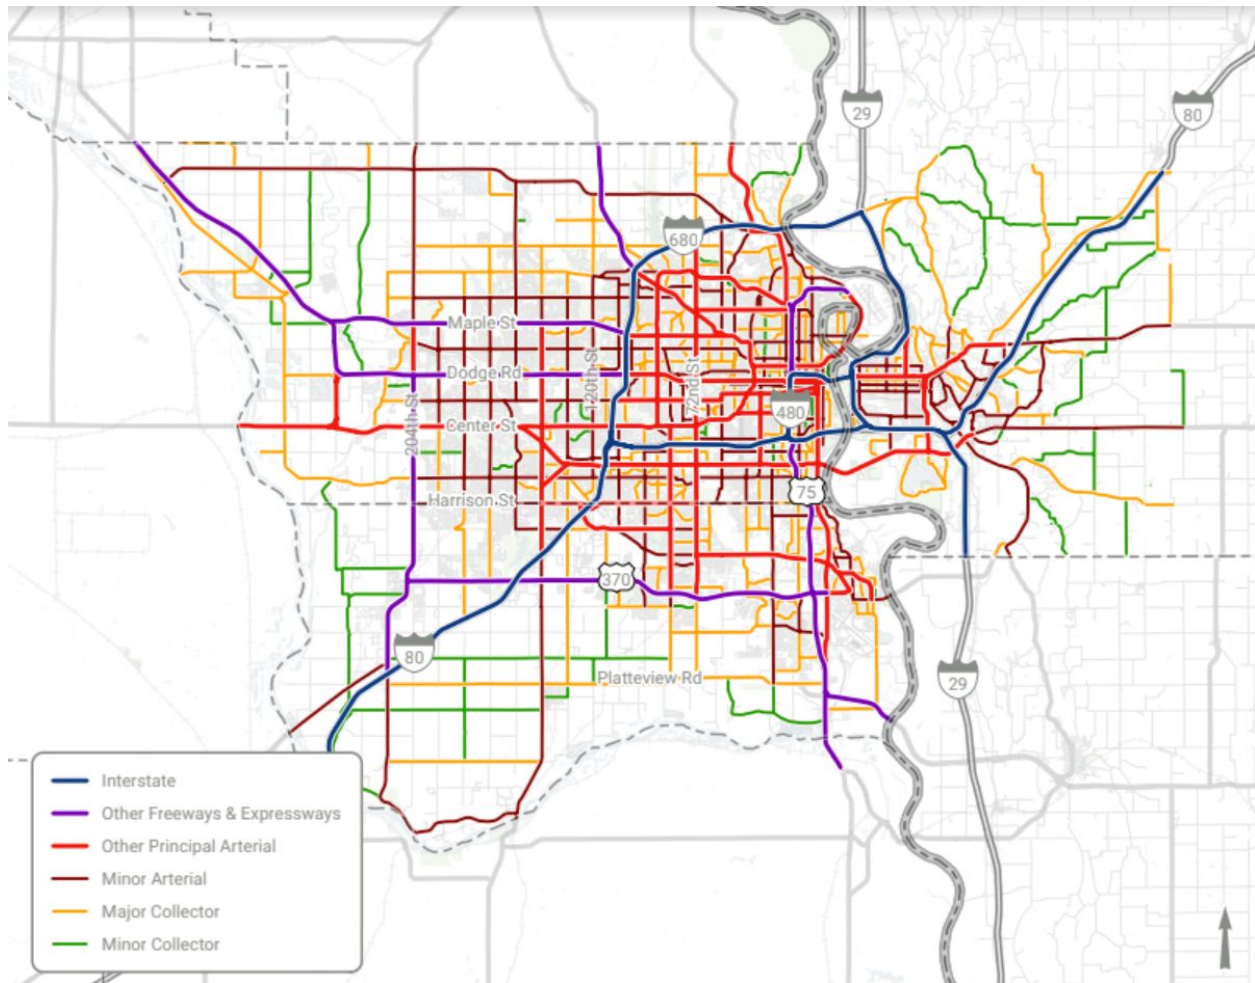 29
80
680
Maple St
120th St
72nd St
Dodge Rd
480
204th St
Center St
75
Harrison St
370
80
Platteview Rd
29
Interstate
Other Freeways & Expressways
Other Principal Arterial
Minor Arterial
Major Collector
Minor Collector